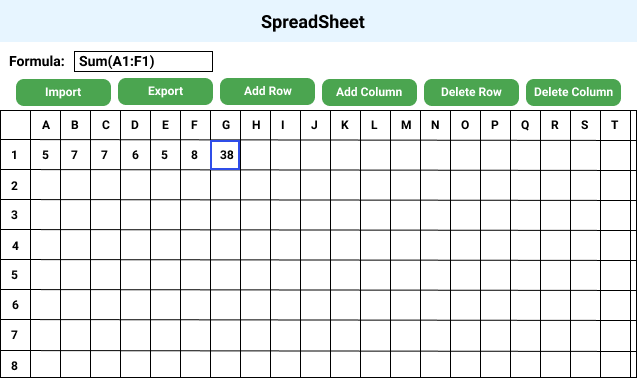 SpreadSheet
Formula: Sum(A1:F1)
Import Export Add Row Add Column Delete Row Delete Column
A B C D E F G H I J K L M N O P Q R S T
1 5 7 7 6 5 8 38
2
3
4
5
6
7
8